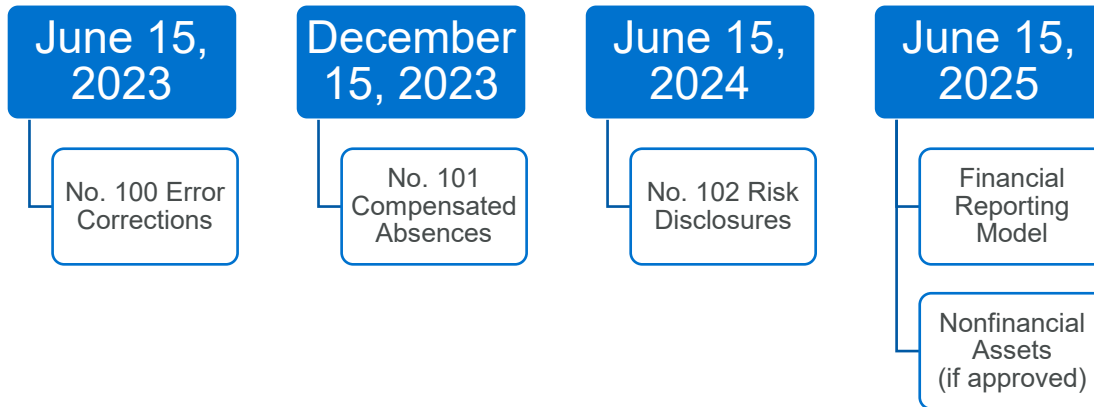 June 15,
2023
No. 100 Error
Corrections
December
15, 2023
No. 101
Compensated
Absences
June 15,
2024
No. 102 Risk
Disclosures
June 15,
2025
Financial
Reporting
Model
Nonfinancial
Assets
(if approved)